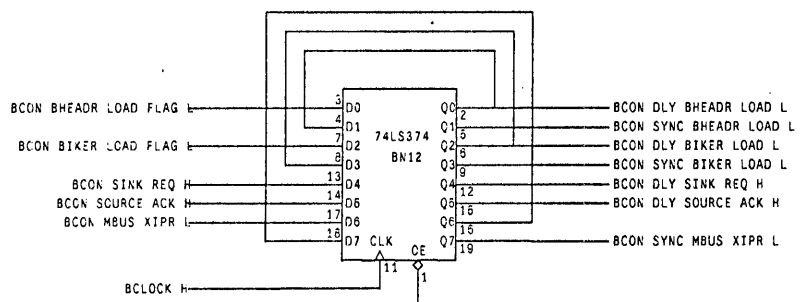 BCON BHEADR LOAD FLAG L 3 D0 Q0 2 BCON DLY BHEADR LOAD L
4 D1 74LS374 Q1 5 BCON SYNC BHEADR LOAD L
BCON BIKER LOAD FLAG L 7 D2 BN12 Q2 6 BCON DLY BIKER LOAD L
8 D3 Q3 9 BCON SYNC BIKER LOAD L
BCON SINK REQ H 13 D4 Q4 12 BCON DLY SINK REQ H
BCON SOURCE ACK H 14 D5 Q5 15 BCON DLY SOURCE ACK H
BCON MBUS XIPR L 17 D6 Q6 16
18 D7 CLK OE Q7 19 BCON SYNC MBUS XIPR L
BCLOCK H 11 1